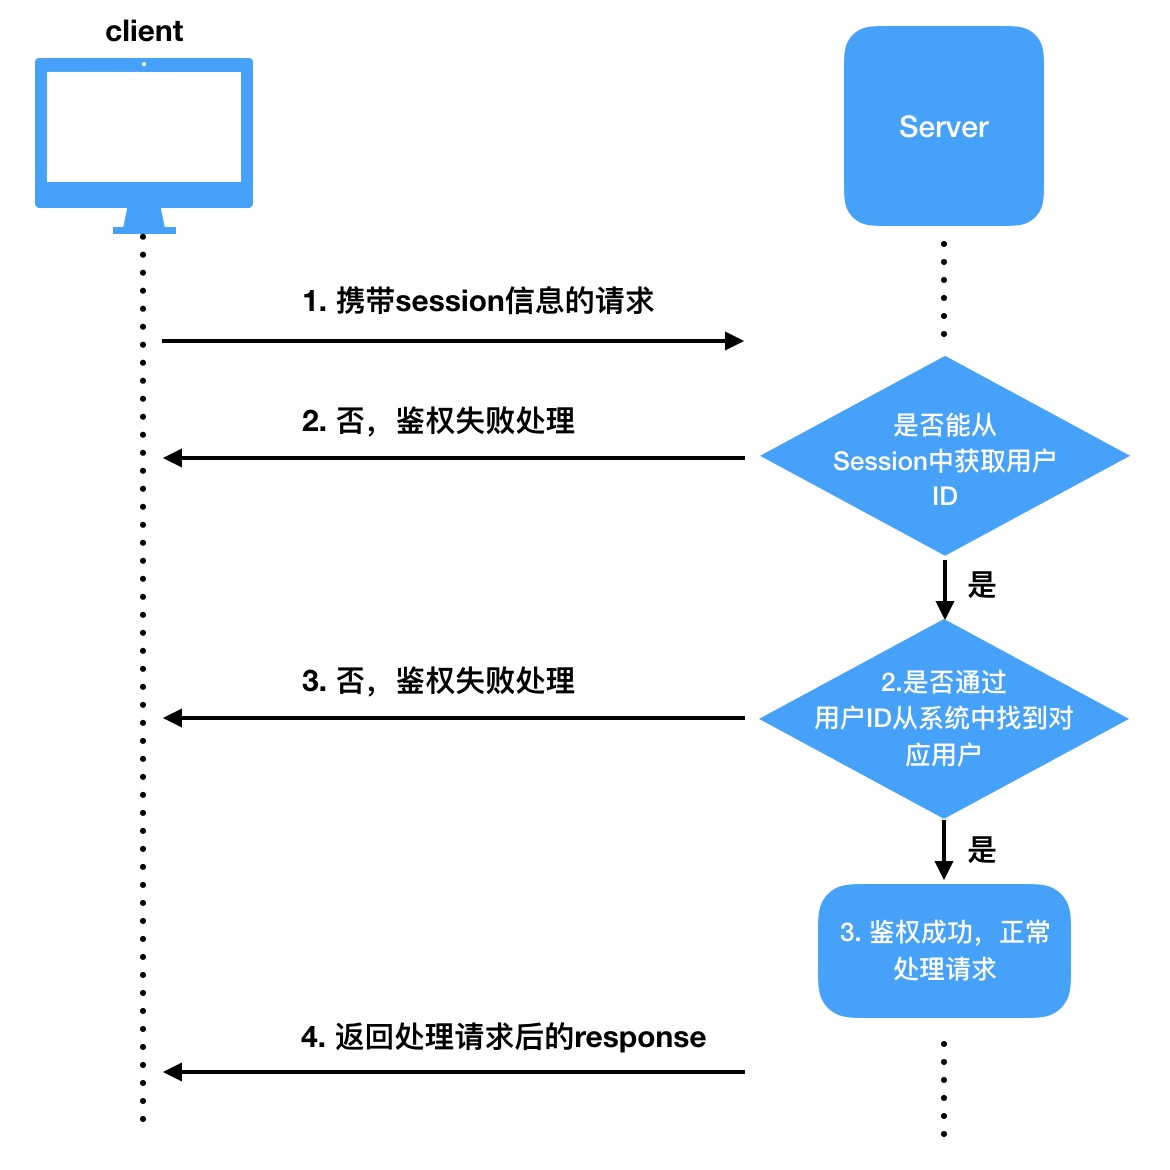 client
Server
1. 携带session信息的请求
2. 否，鉴权失败处理
是否能从
Session中获取用户
ID
是
3. 否，鉴权失败处理
2.是否通过
用户ID从系统中找到对
应用户
是
3. 鉴权成功，正常
处理请求
4. 返回处理请求后的response